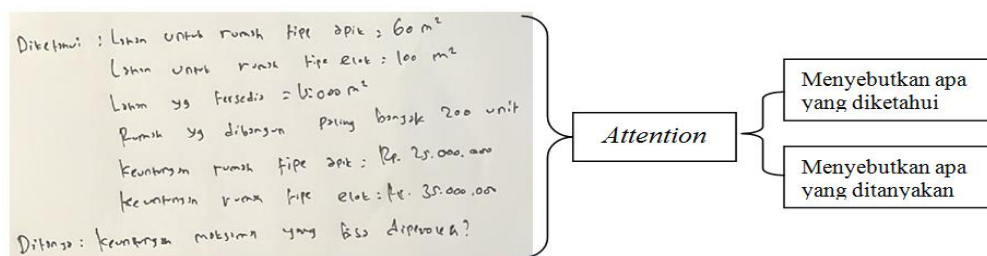 Diketahui : Lahan untuk rumah tipe apik = 60 m²
Lahan untuk rumah tipe elok : 100 m²
Lahan yg tersedia = 15.000 m²
Rumah yg dibangun paling banyak 200 unit
Keuntungan rumah tipe apik : Rp. 25.000.000
keuntungan rumah tipe elok : Rp. 35.000.000
Ditanya : keuntungan maksimum yang bisa diperoleh?
Attention
Menyebutkan apa
yang diketahui
Menyebutkan apa
yang ditanyakan